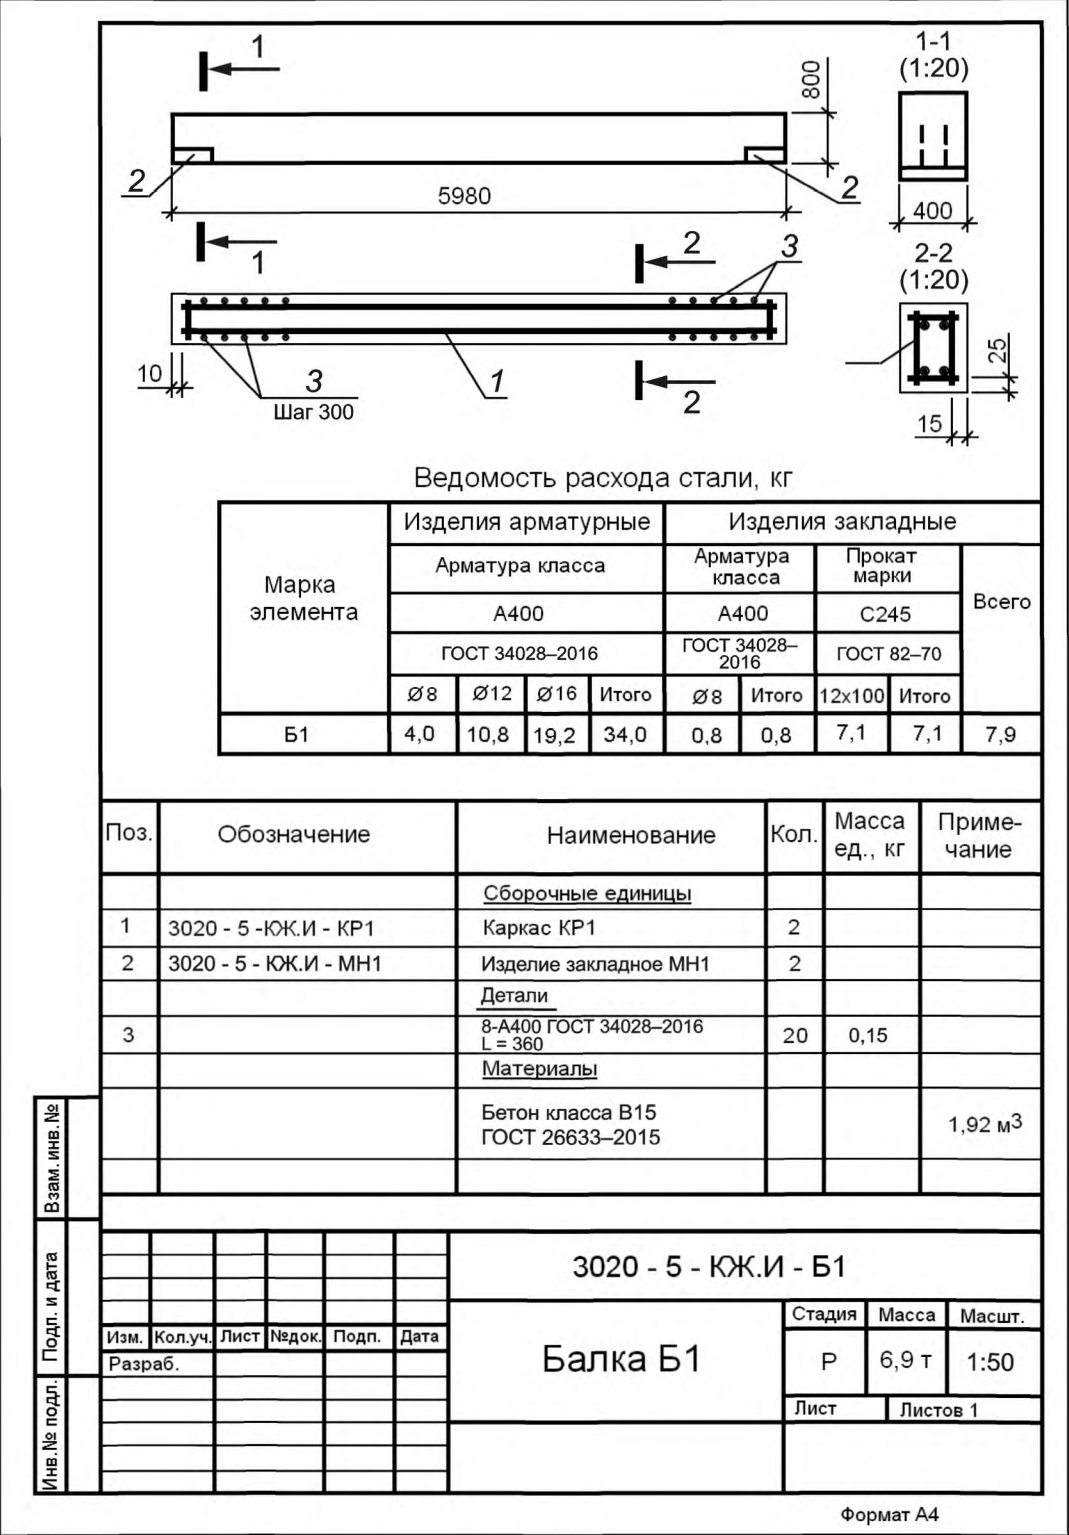 1
1-1
(1:20)
800
2
5980
2
400
1
2
3
2-2
(1:20)
10
3
Шаг 300
1
2
25
15
Ведомость расхода стали, кг
Марка элемента
Изделия арматурные
Изделия закладные
Арматура класса
Арматура класса
Прокат марки
Всего
А400
А400
С245
ГОСТ 34028–2016
ГОСТ 34028–2016
ГОСТ 82–70
Ø8 Ø12 Ø16 Итого Ø8 Итого 12х100 Итого
Б1 4,0 10,8 19,2 34,0 0,8 0,8 7,1 7,1 7,9
Поз. Обозначение Наименование Кол. Масса ед., кг Приме-чание
Сборочные единицы
1 3020 - 5 -КЖ.И - КР1 Каркас КР1 2
2 3020 - 5 - КЖ.И - МН1 Изделие закладное МН1 2
Детали
3 8-А400 ГОСТ 34028–2016 20 0,15
L = 360
Материалы
Бетон класса В15
ГОСТ 26633–2015 1,92 м3
Взам.инв.№
Подп. и дата
Инв.№ подл.
3020 - 5 - КЖ.И - Б1
Изм. Кол.уч. Лист №док. Подп. Дата
Разраб.
Балка Б1
Стадия Масса Масшт.
Р 6,9 т 1:50
Лист Листов 1
Формат А4